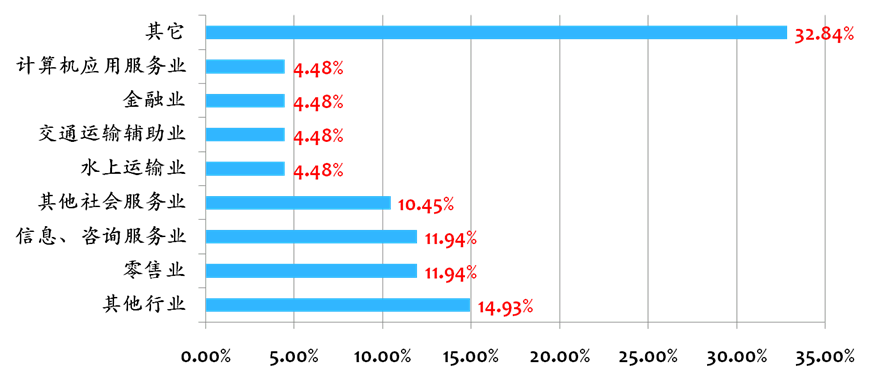 其它 32.84%
计算机应用服务业 4.48%
金融业 4.48%
交通运输辅助业 4.48%
水上运输业 4.48%
其他社会服务业 10.45%
信息、咨询服务业 11.94%
零售业 11.94%
其他行业 14.93%
0.00% 5.00% 10.00% 15.00% 20.00% 25.00% 30.00% 35.00%